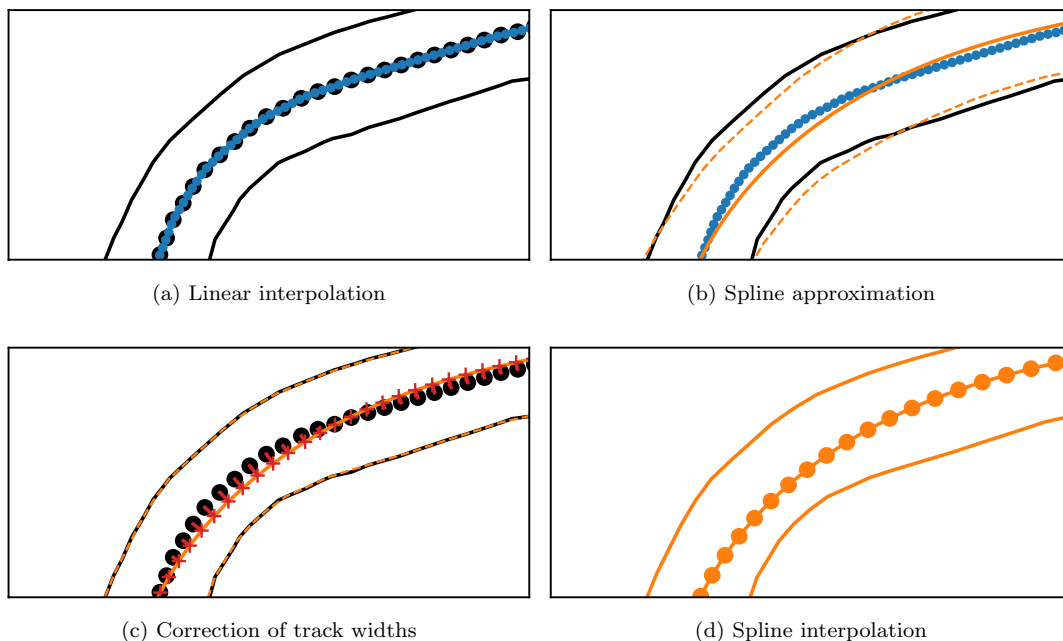 (a) Linear interpolation
(b) Spline approximation
(c) Correction of track widths
(d) Spline interpolation